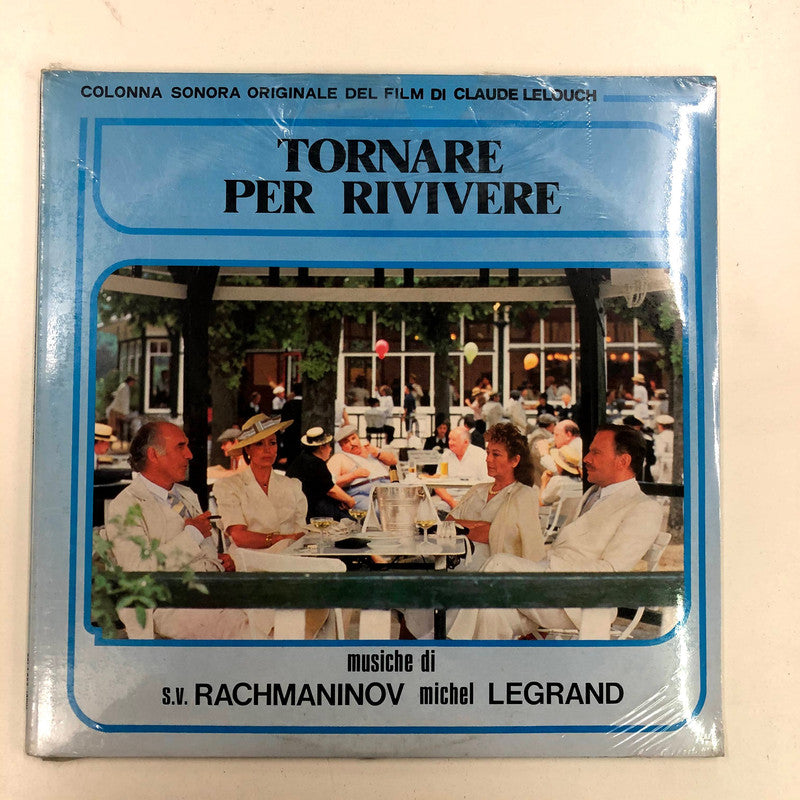 COLONNA SONORA ORIGINALE DEL FILM DI CLAUDE LELOUCH
TORNARE
PER RIVIVERE
musiche di
s.v. RACHMANINOV michel LEGRAND